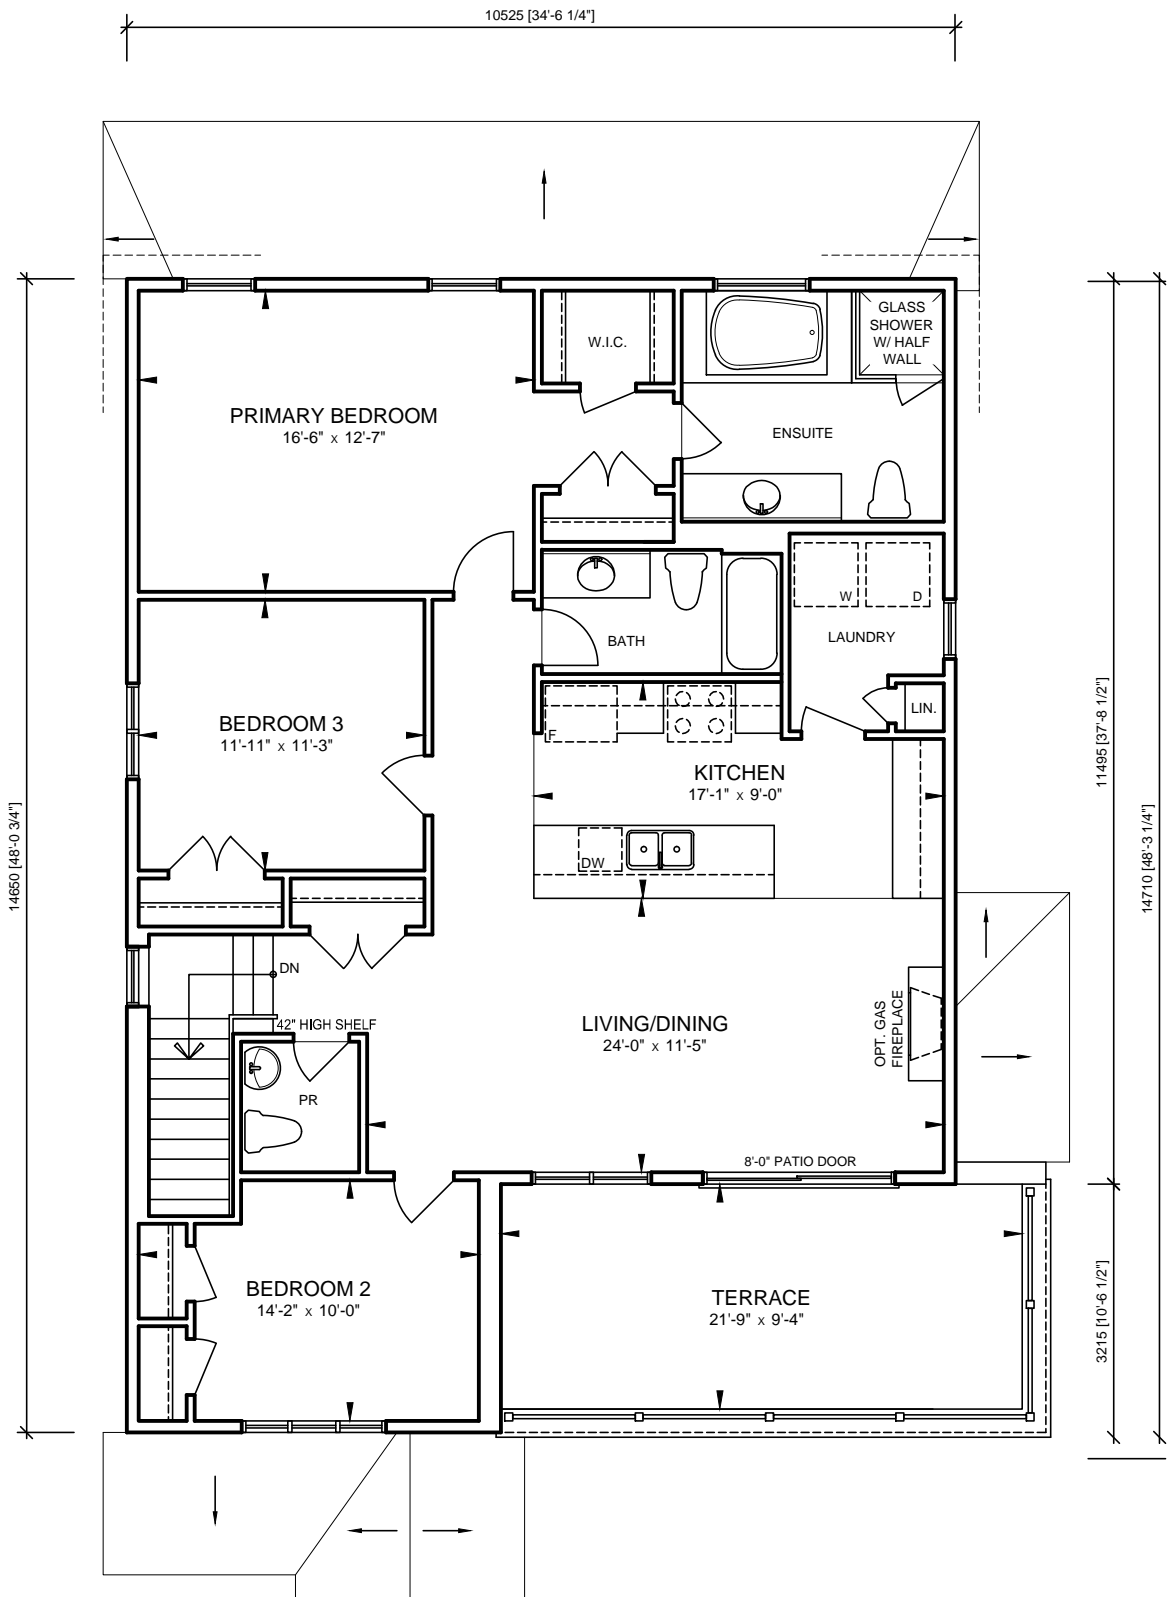 10525 [34'-6 1/4"]
GLASS
SHOWER
W/ HALF
WALL
W.I.C.
PRIMARY BEDROOM
16'-6" x 12'-7"
ENSUITE
W
D
BATH
LAUNDRY
LIN.
F
BEDROOM 3
11'-11" x 11'-3"
KITCHEN
17'-1" x 9'-0"
DW
14650 [48'-0 3/4"]
11495 [37'-8 1/2"]
14710 [48'-3 1/4"]
DN
42" HIGH SHELF
LIVING/DINING
24'-0" x 11'-5"
OPT. GAS
FIREPLACE
PR
8'-0" PATIO DOOR
BEDROOM 2
14'-2" x 10'-0"
TERRACE
21'-9" x 9'-4"
3215 [10'-6 1/2"]